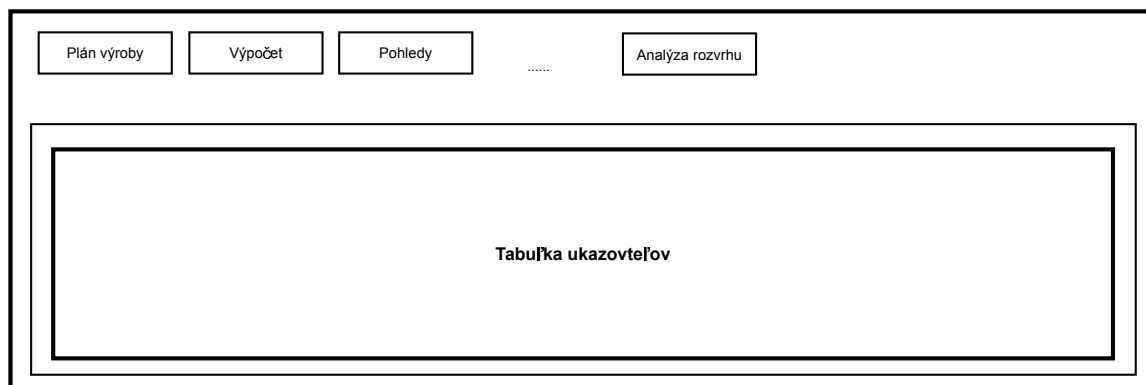 Plán výroby
Výpočet
Pohledy
......
Analýza rozvrhu
Tabuľka ukazovteľov